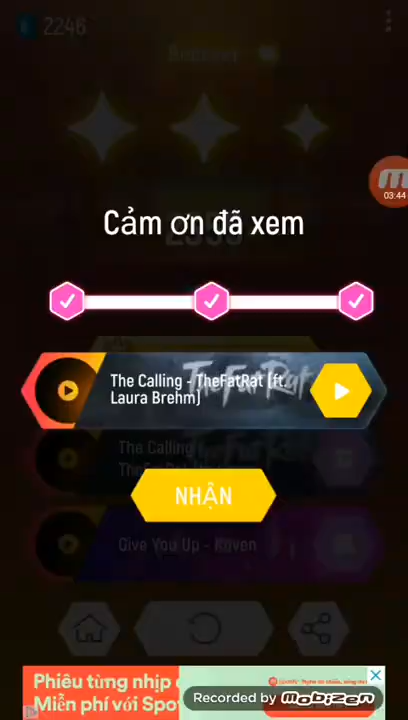 2246
03:44
Cảm ơn đã xem
The Calling - TheFatRat (ft.
Laura Brehm)
TheFatRat
The Calling
NHẬN
Give You Up - Koven
Phiêu từng nhịp
Miễn phí với Spot
Recorded by Mobizen